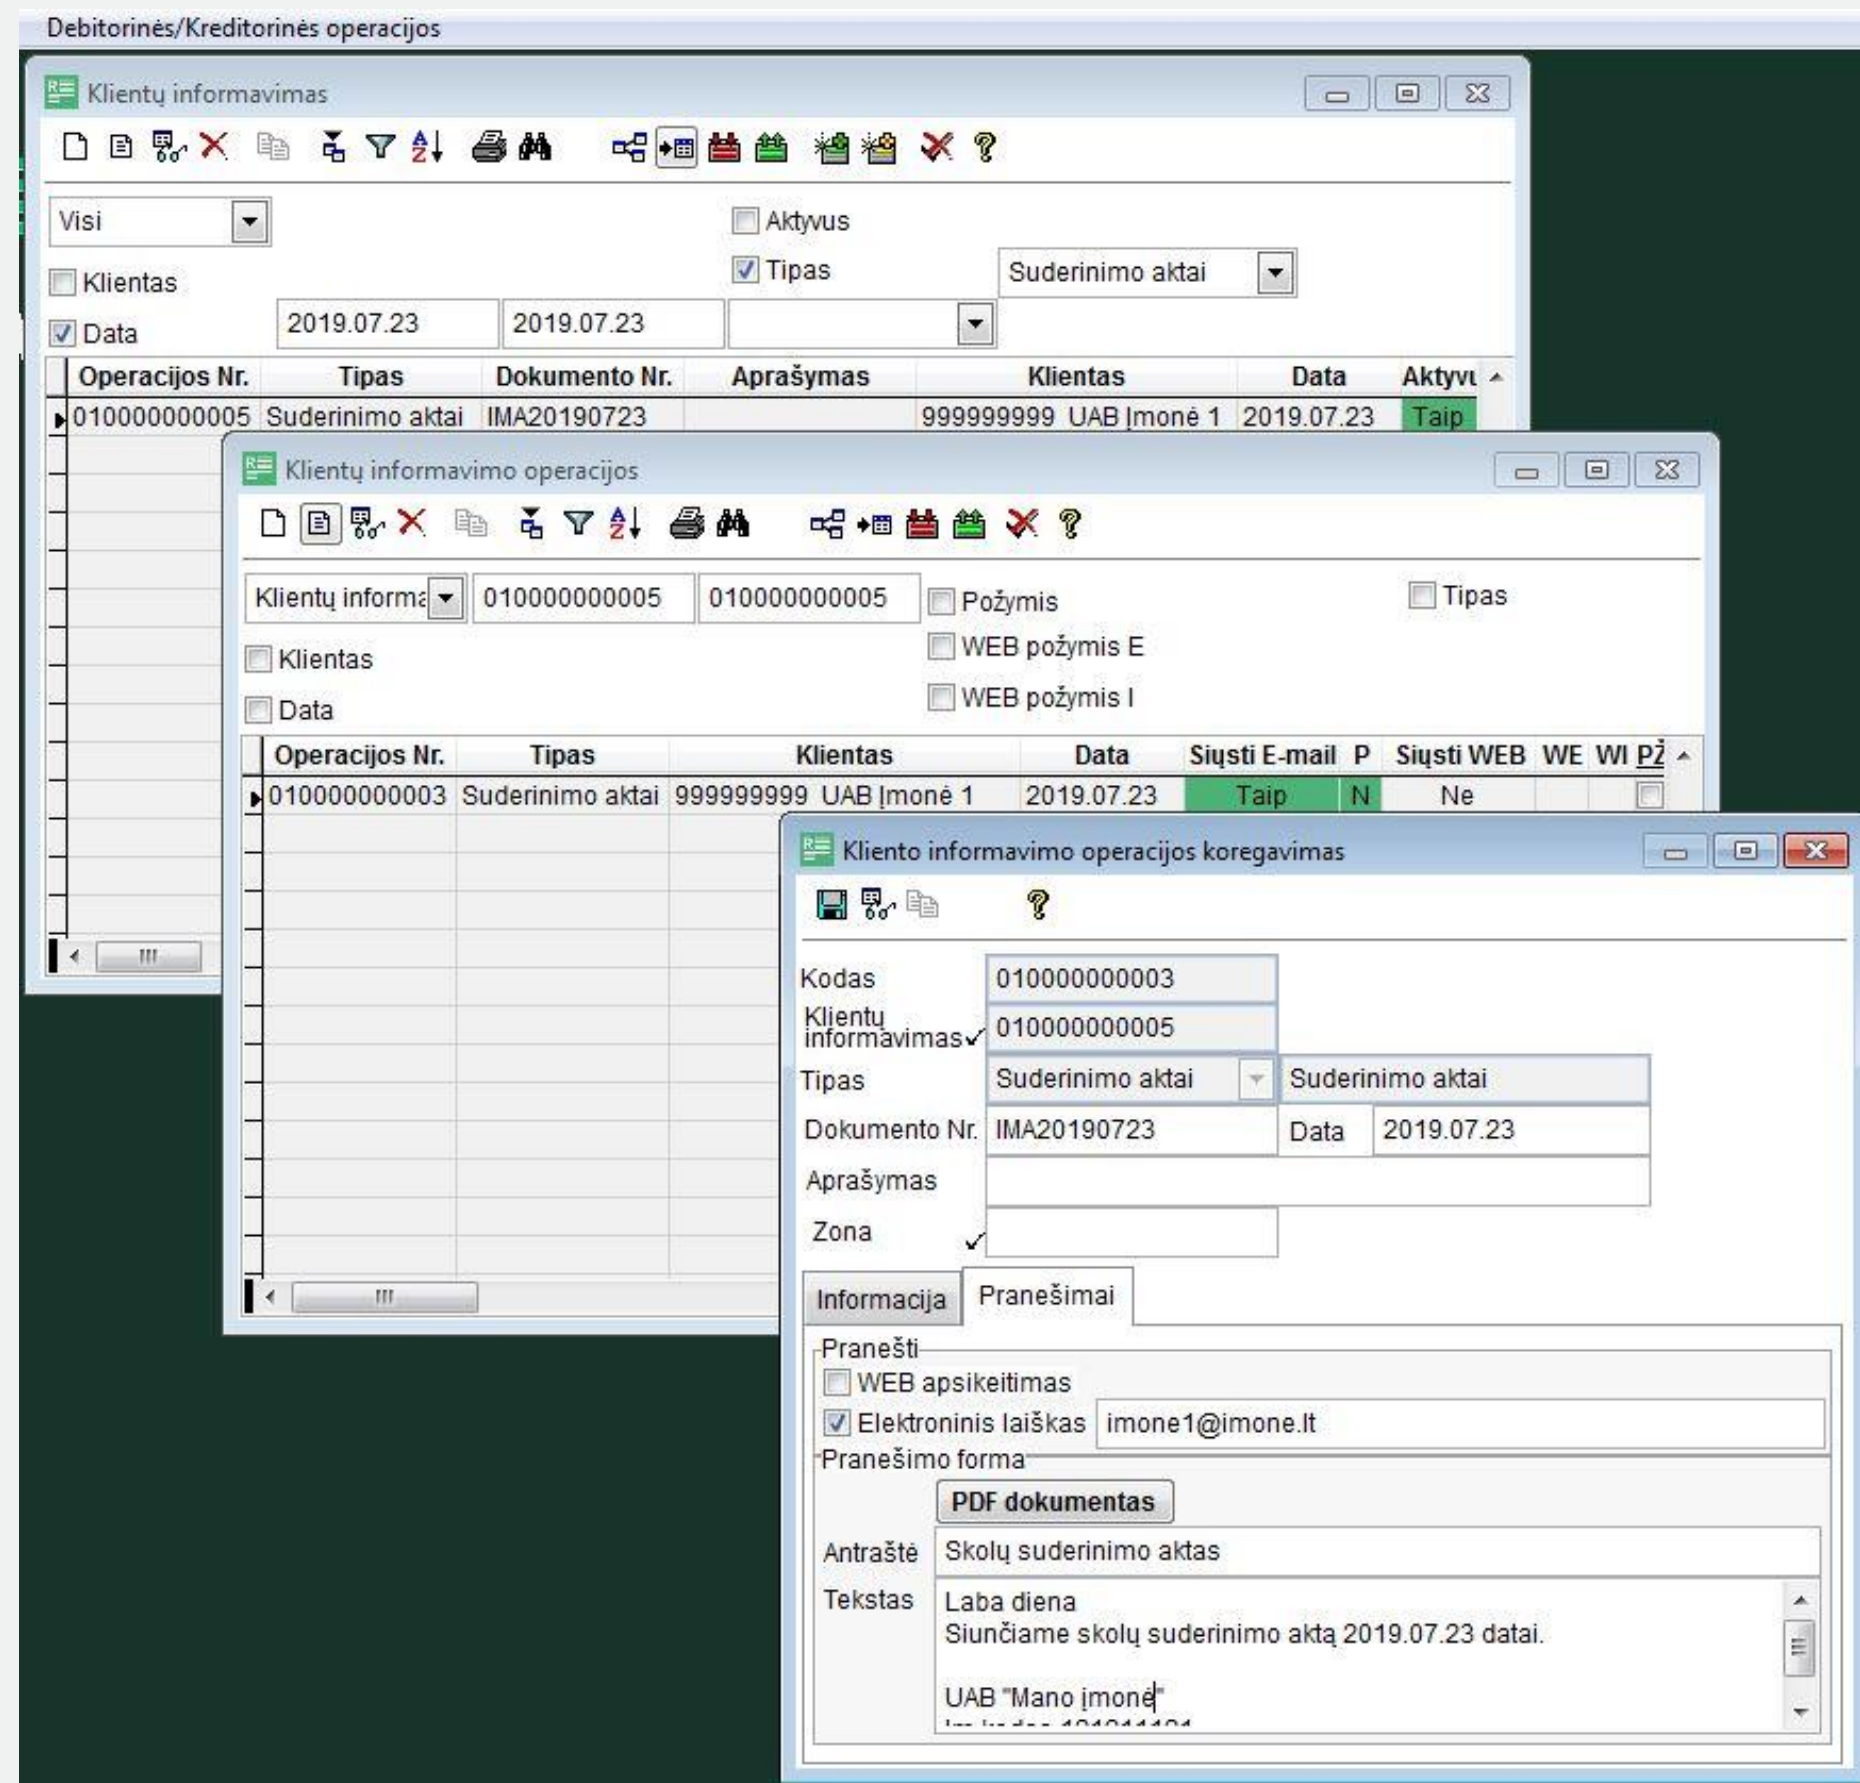 Debitorinės/Kreditorinės operacijos
Klientų informavimas
Visi
Aktyvus
Klientas
Tipas Suderinimo aktai
Data 2019.07.23 2019.07.23
Operacijos Nr. Tipas Dokumento Nr. Aprašymas Klientas Data
010000000005 Suderinimo aktai IMA20190723 999999999 UAB Įmonė 1 2019.07.23 Taip
Klientų informavimo operacijos
010000000005 010000000005 Požymis Tipas
Klientas WEB požymis E
Data WEB požymis I
Operacijos Nr. Tipas Klientas Data Siųsti E-mail P Siųsti WEB WE WI PŽ
010000000003 Suderinimo aktai 999999999 UAB Įmonė 1 2019.07.23 Taip N Ne
Kliento informavimo operacijos koregavimas
Kodas 010000000003
Klientų informavimas 010000000005
Tipas Suderinimo aktai Suderinimo aktai
Dokumento Nr. IMA20190723 Data 2019.07.23
Aprašymas
Zona
Informacija Pranešimai
Pranešti
WEB apsikeitimas
Elektroninis laiškas imone1@imone.lt
Pranešimo forma
PDF dokumentas
Antraštė Skolų suderinimo aktas
Tekstas Laba diena
Siunčiame skolų suderinimo aktą 2019.07.23 datai.
UAB "Mano įmonė"